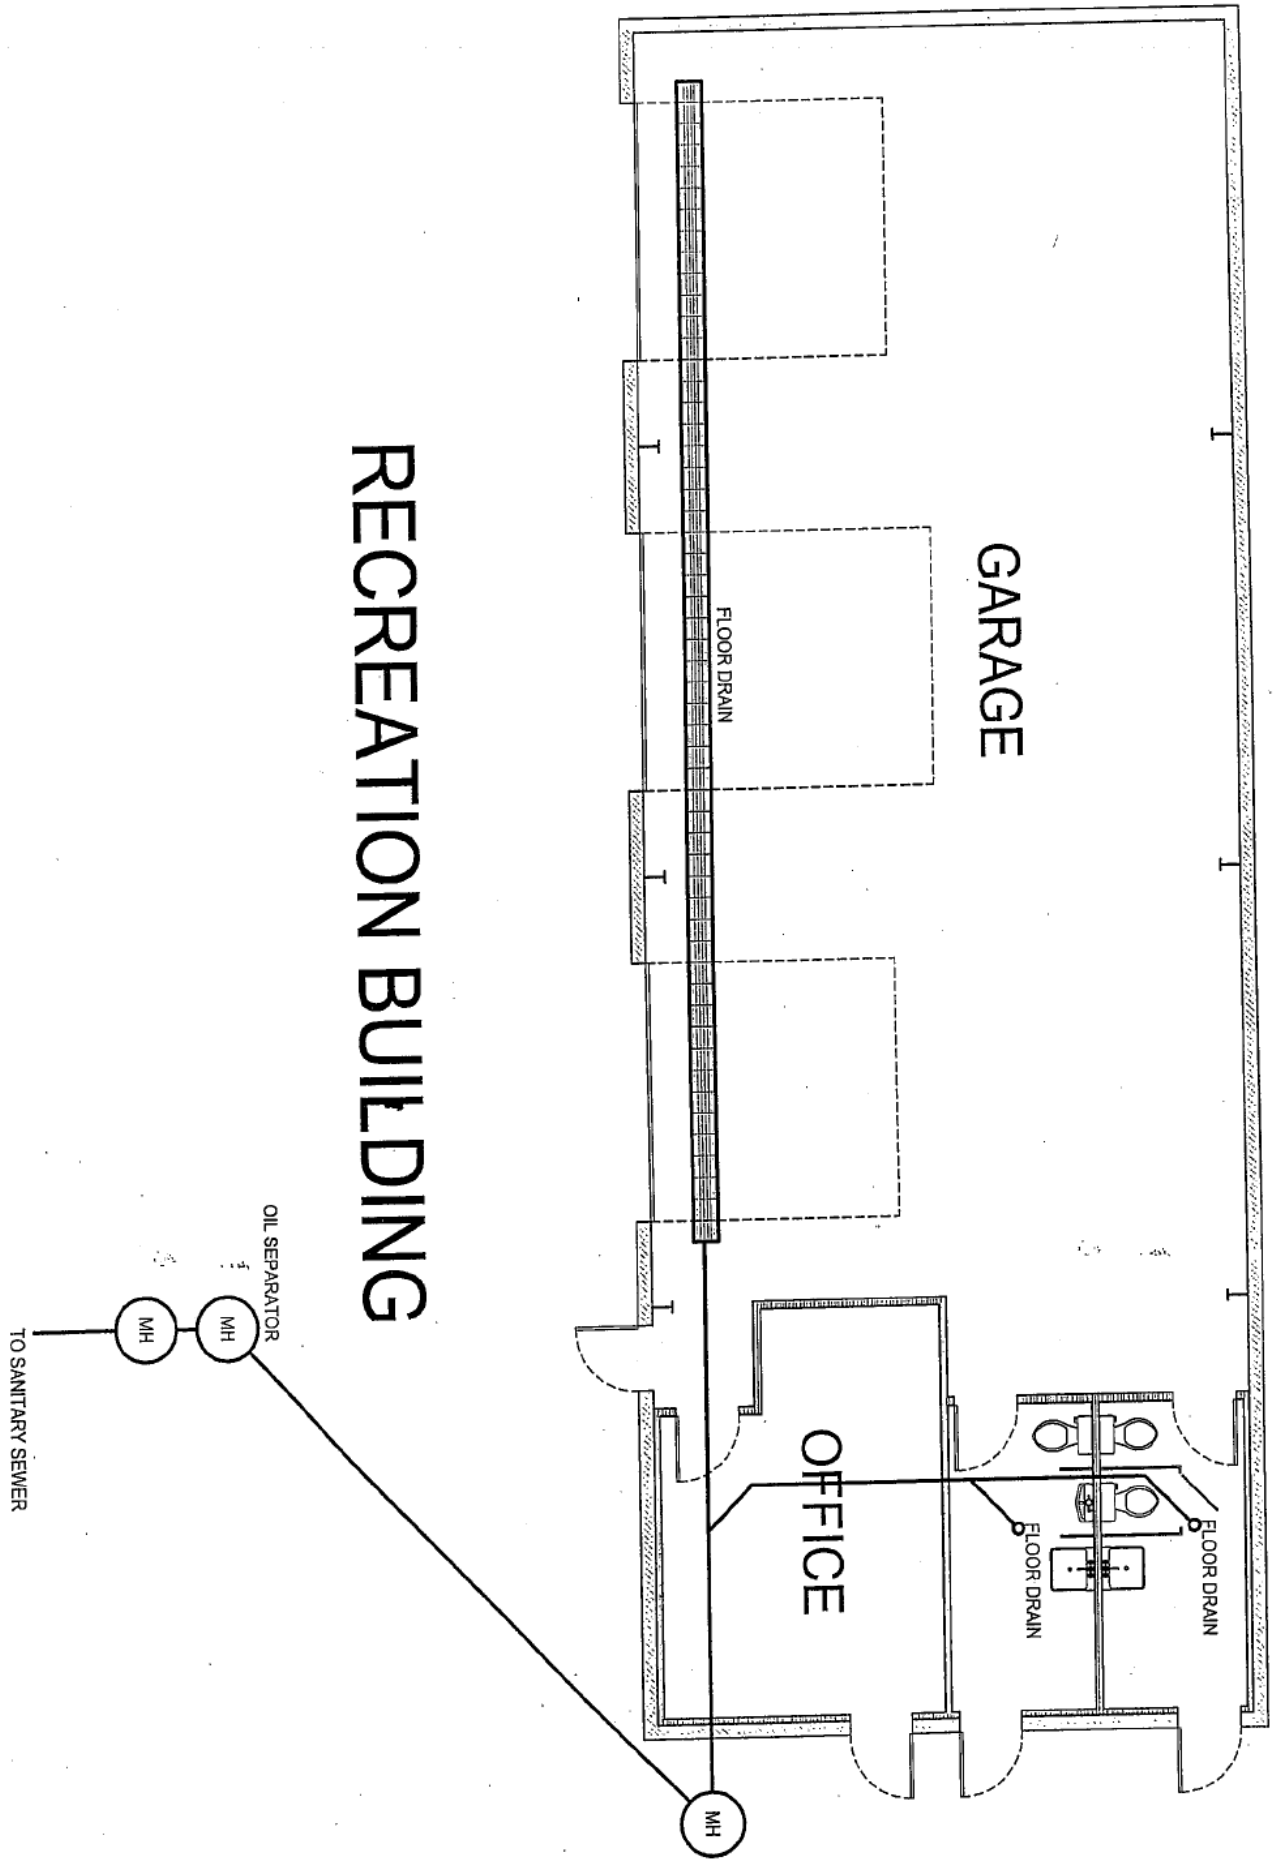 FLOOR DRAIN
FLOOR DRAIN
GARAGE
OFFICE
FLOOR DRAIN
MH
RECREATION BUILDING
OIL SEPARATOR
MH
MH
TO SANITARY SEWER